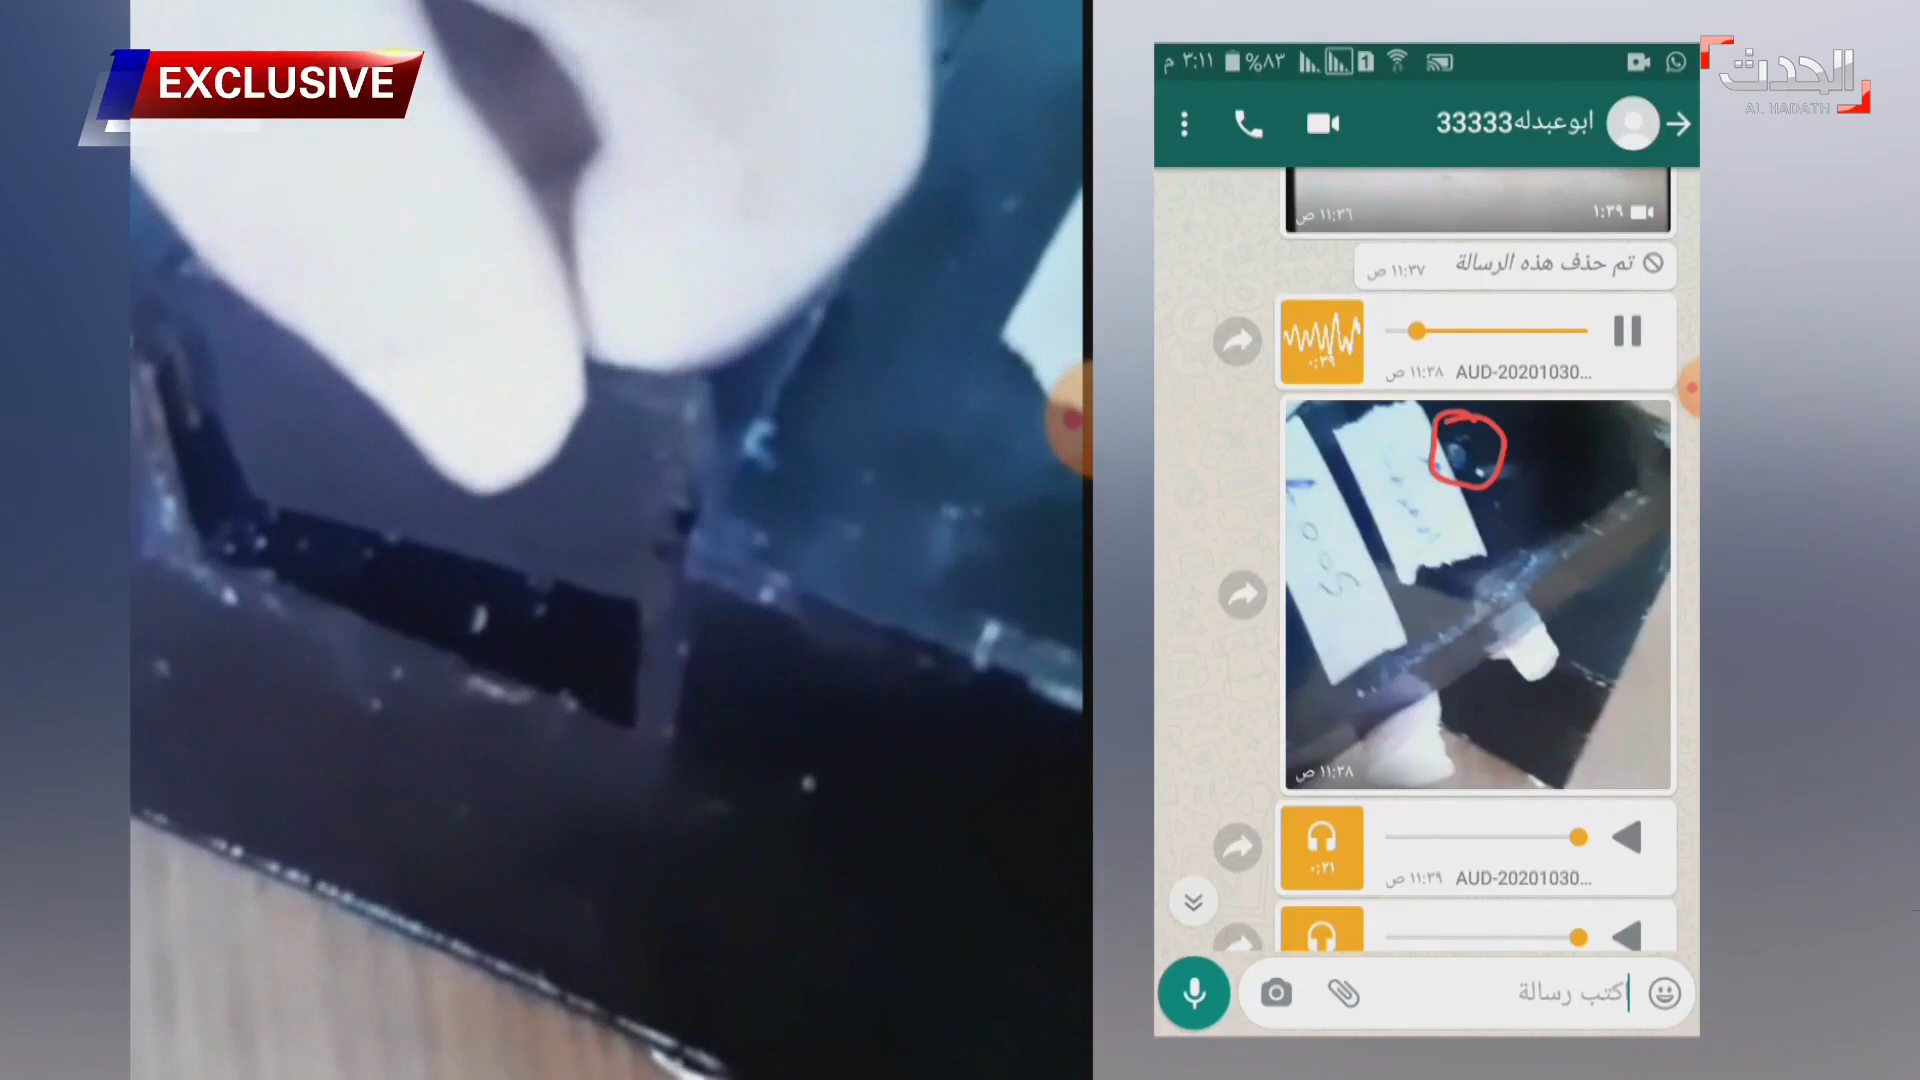 EXCLUSIVE
الحدث
AL HADATH
٣:١١ م
%٨٣
1
ابوعبدله33333
١١:٣٦ ص
١:٣٩
تم حذف هذه الرسالة
١١:٣٧ ص
٠:٣٩
١١:٣٨ ص
AUD-20201030...
١١:٣٨ ص
٠:٢١
١١:٣٩ ص
AUD-20201030...
اكتب رسالة